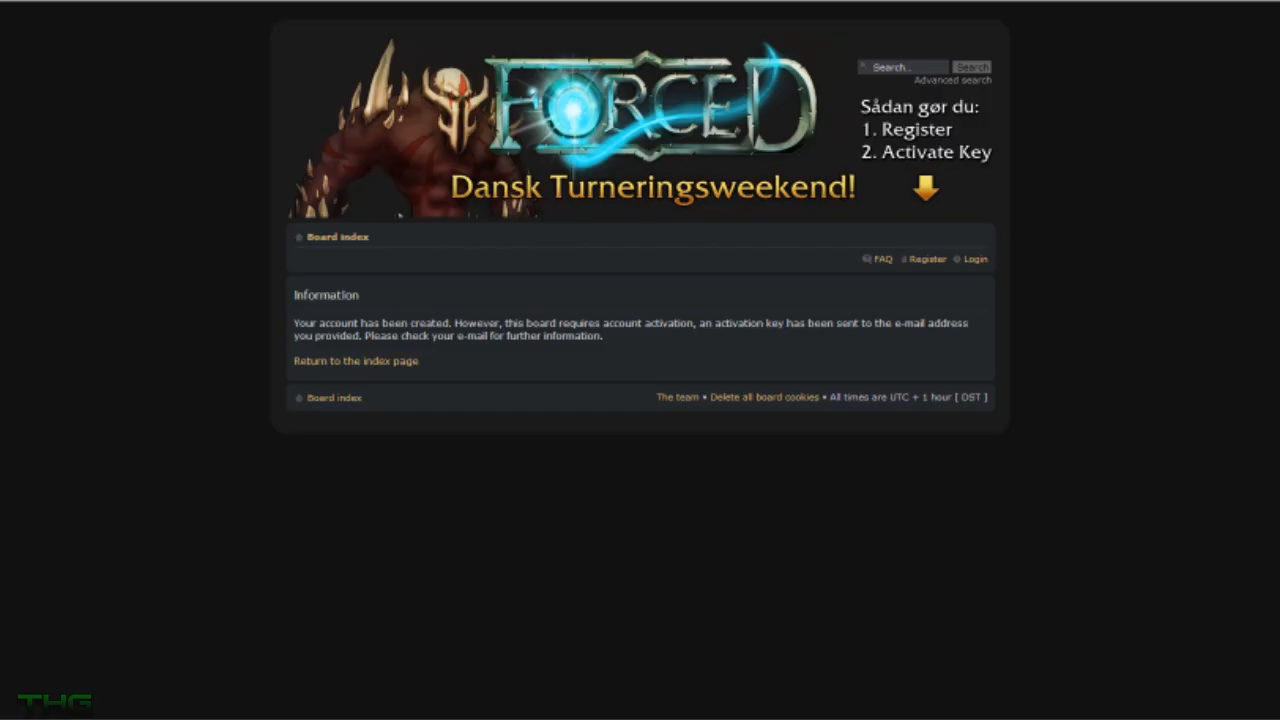 FORCED
Search…
Search
Advanced search
Sådan gør du:
1. Register
2. Activate Key
Dansk Turneringsweekend!
Board index
FAQ Register Login
Information
Your account has been created. However, this board requires account activation, an activation key has been sent to the e-mail address
you provided. Please check your e-mail for further information.
Return to the index page
Board index
The team • Delete all board cookies • All times are UTC + 1 hour [ DST ]
THG